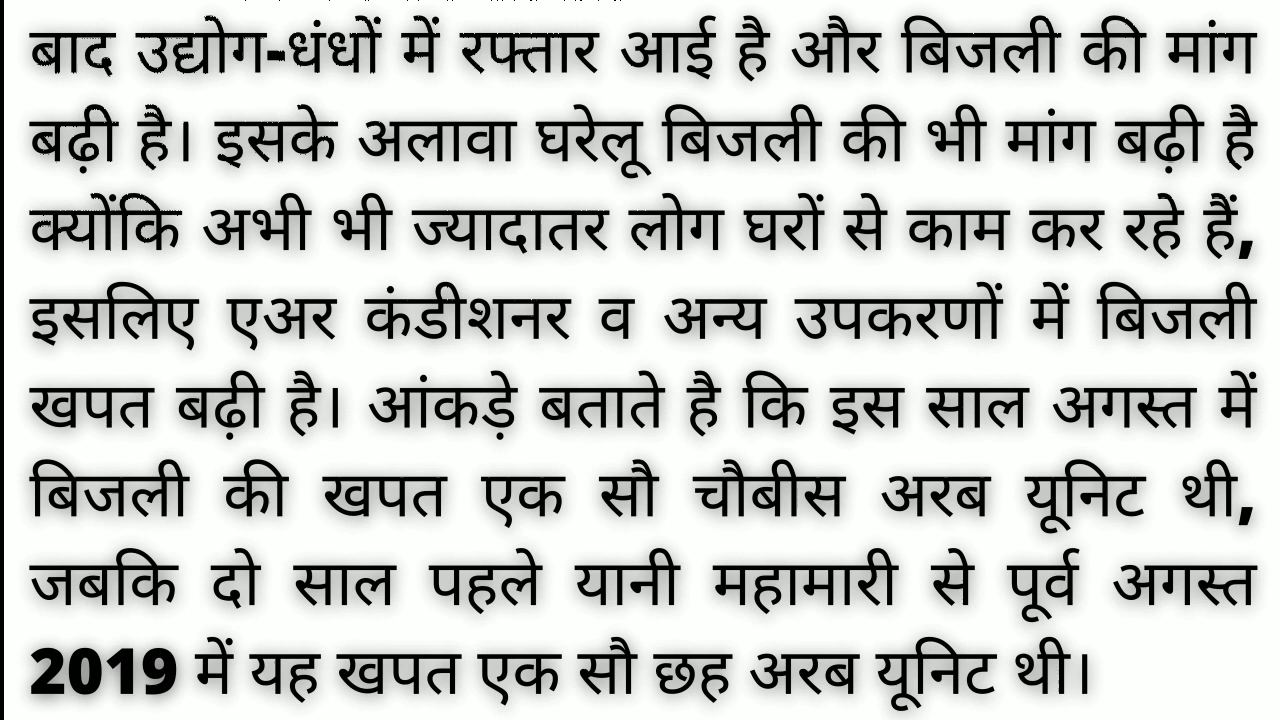 बाद उद्योग-धंधों में रफ्तार आई है और बिजली की मांग
बढ़ी है। इसके अलावा घरेलू बिजली की भी मांग बढ़ी है
क्योंकि अभी भी ज्यादातर लोग घरों से काम कर रहे हैं,
इसलिए एअर कंडीशनर व अन्य उपकरणों में बिजली
खपत बढ़ी है। आंकड़े बताते है कि इस साल अगस्त में
बिजली की खपत एक सौ चौबीस अरब यूनिट थी,
जबकि दो साल पहले यानी महामारी से पूर्व अगस्त
2019 में यह खपत एक सौ छह अरब यूनिट थी।